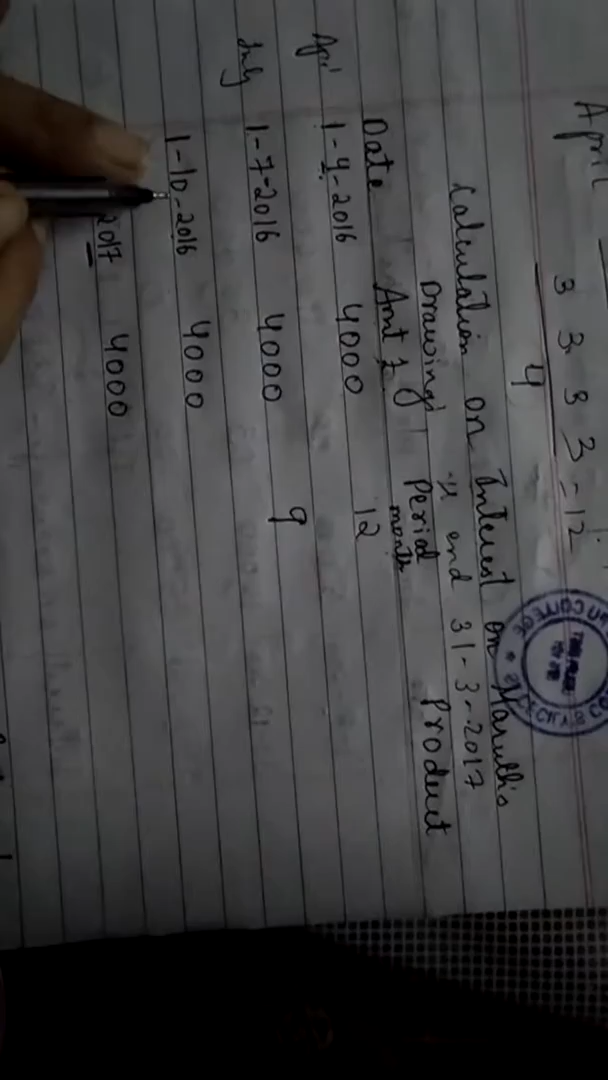 April
3 3 3 3 - 12
4
Calculation on Interest on Maruthi's
Drawings end 31-3-2017
Date Amt Period month Product
Apr 1-4-2016 4000 12
July 1-7-2016 4000 9
1-10-2016 4000
2017 4000